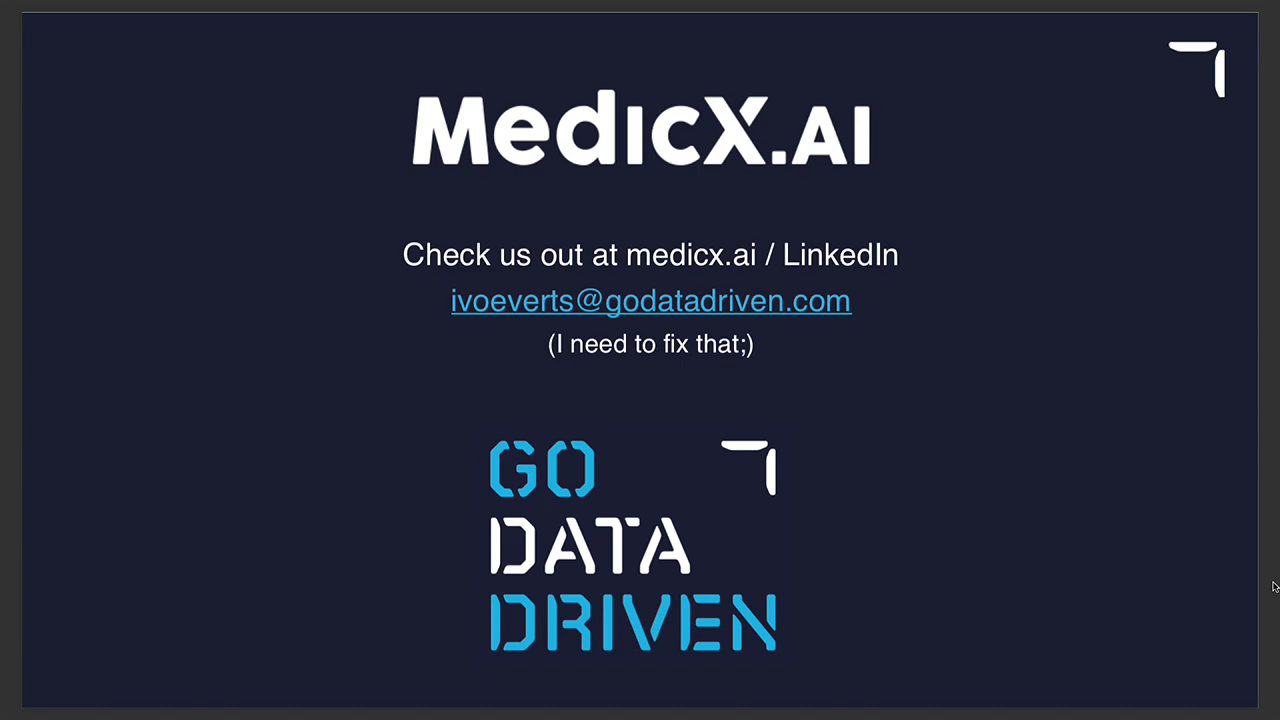 MedicX.AI
Check us out at medicx.ai / LinkedIn
ivoeverts@godatadriven.com
(I need to fix that;)
GO
DATA
DRIVEN